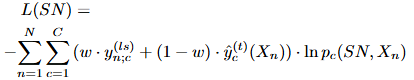 L(SN) =
−∑_{n=1}^{N} ∑_{c=1}^{C} (w · y_{n;c}^{(ls)} + (1 − w) · ŷ_c^{(t)}(X_n)) · ln p_c(SN, X_n)